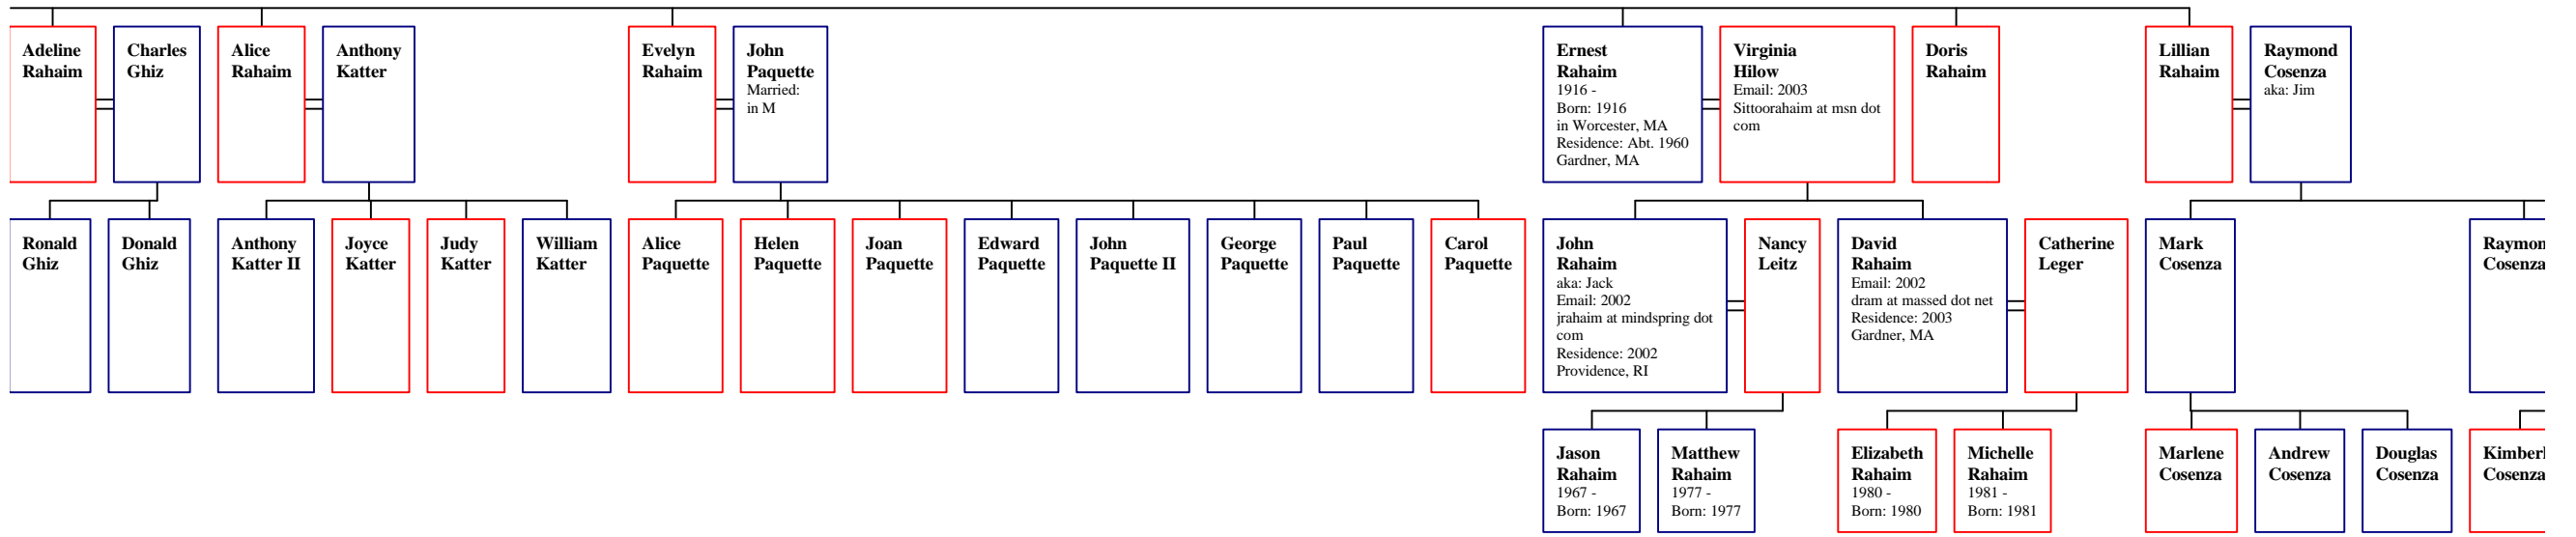 Adeline
Rahaim
Charles
Ghiz
Alice
Rahaim
Anthony
Katter
Evelyn
Rahaim
John
Paquette
Married:
in M
Ernest
Rahaim
1916 -
Born: 1916
in Worcester, MA
Residence: Abt. 1960
Gardner, MA
Virginia
Hilow
Email: 2003
Sittoorahaim at msn dot
com
Doris
Rahaim
Lillian
Rahaim
Raymond
Cosenza
aka: Jim
Ronald
Ghiz
Donald
Ghiz
Anthony
Katter II
Joyce
Katter
Judy
Katter
William
Katter
Alice
Paquette
Helen
Paquette
Joan
Paquette
Edward
Paquette
John
Paquette II
George
Paquette
Paul
Paquette
Carol
Paquette
John
Rahaim
aka: Jack
Email: 2002
jrahaim at mindspring dot
com
Residence: 2002
Providence, RI
Nancy
Leitz
David
Rahaim
Email: 2002
dram at massed dot net
Residence: 2003
Gardner, MA
Catherine
Leger
Mark
Cosenza
Raymon
Cosenza
Jason
Rahaim
1967 -
Born: 1967
Matthew
Rahaim
1977 -
Born: 1977
Elizabeth
Rahaim
1980 -
Born: 1980
Michelle
Rahaim
1981 -
Born: 1981
Marlene
Cosenza
Andrew
Cosenza
Douglas
Cosenza
Kimberl
Cosenza